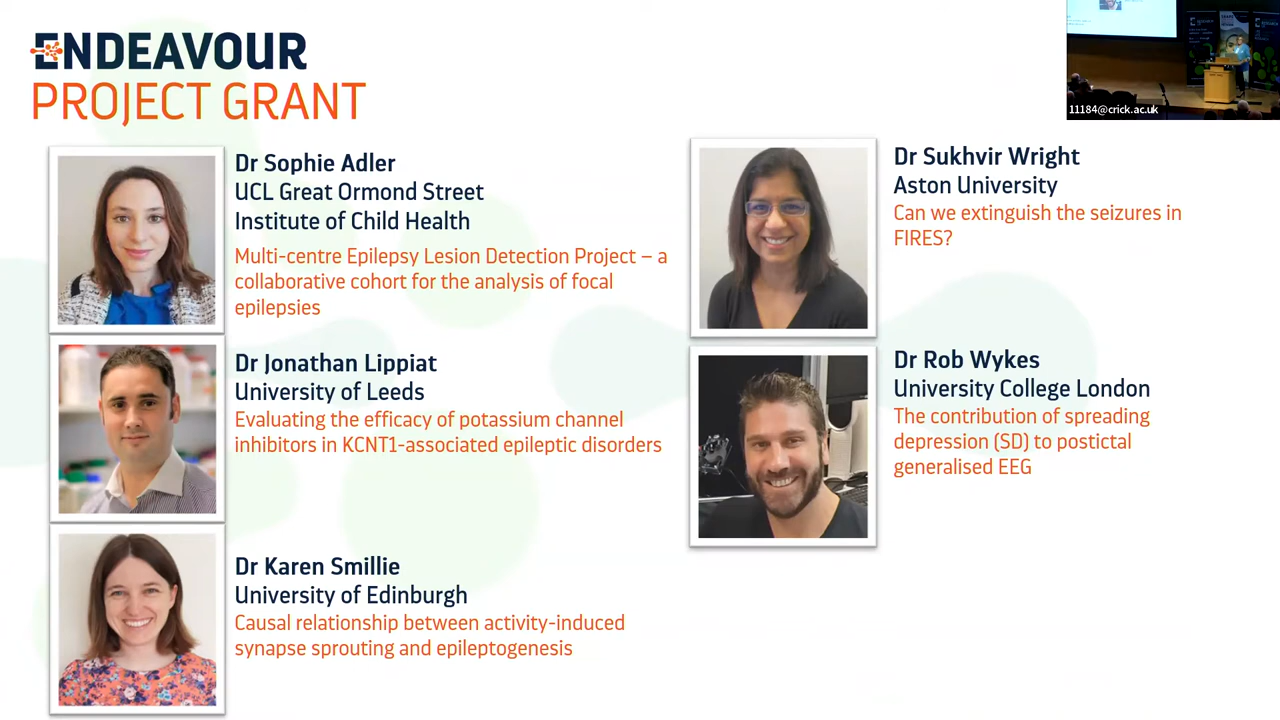 ENDEAVOUR
PROJECT GRANT
11184@crick.ac.uk
Dr Sophie Adler
UCL Great Ormond Street
Institute of Child Health
Multi-centre Epilepsy Lesion Detection Project – a
collaborative cohort for the analysis of focal
epilepsies
Dr Jonathan Lippiat
University of Leeds
Evaluating the efficacy of potassium channel
inhibitors in KCNT1-associated epileptic disorders
Dr Karen Smillie
University of Edinburgh
Causal relationship between activity-induced
synapse sprouting and epileptogenesis
Dr Sukhvir Wright
Aston University
Can we extinguish the seizures in
FIRES?
Dr Rob Wykes
University College London
The contribution of spreading
depression (SD) to postictal
generalised EEG